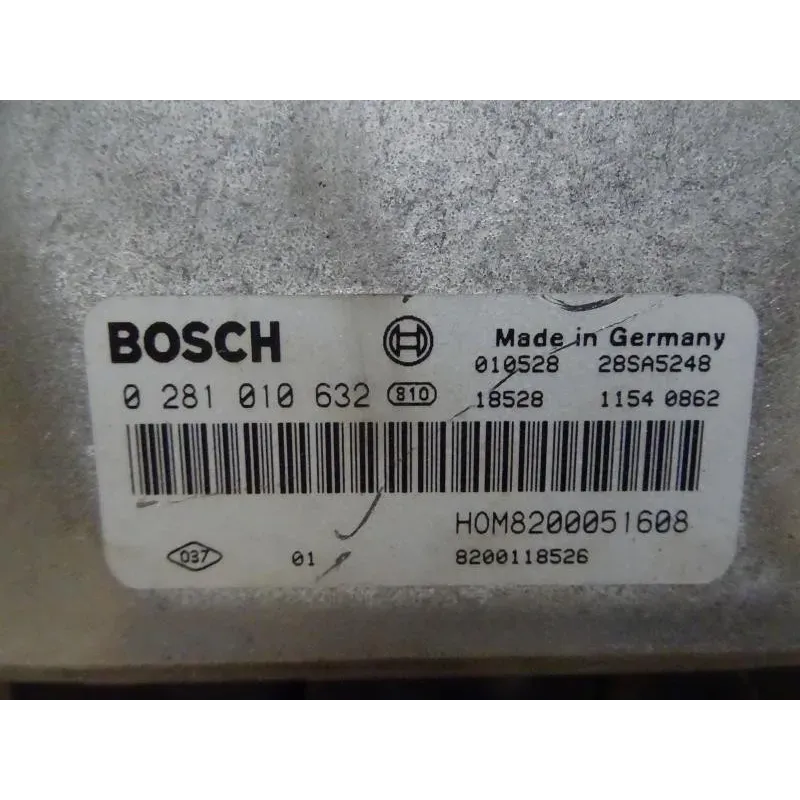 BOSCH Made in Germany
010528 28SA5248
0 281 010 632 810 18528 1154 0862
HOM8200051608
037 01 8200118526